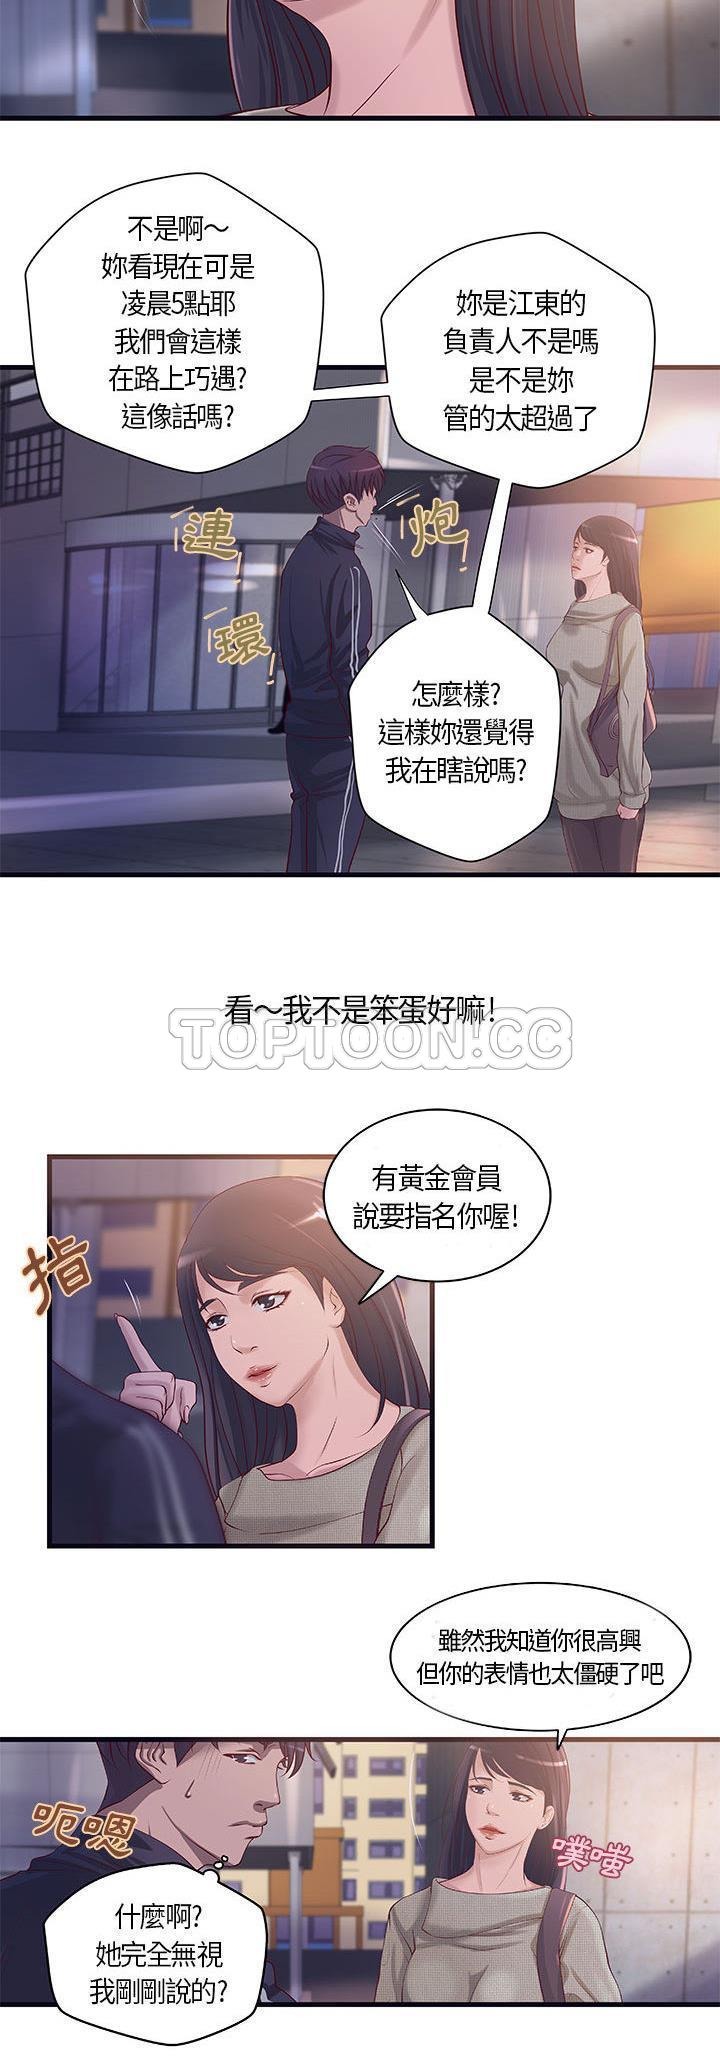 不是啊～
妳看現在可是
凌晨5點耶
我們會這樣
在路上巧遇?
這像話嗎?
妳是江東的
負責人不是嗎
是不是妳
管的太超過了
連
環
炮
怎麼樣?
這樣妳還覺得
我在瞎說嗎?
看～我不是笨蛋好嘛!
TOPTOON.CC
有黃金會員
說要指名你喔!
指
雖然我知道你很高興
但你的表情也太僵硬了吧
呃嗯
噗嗤
什麼啊?
她完全無視
我剛剛說的?